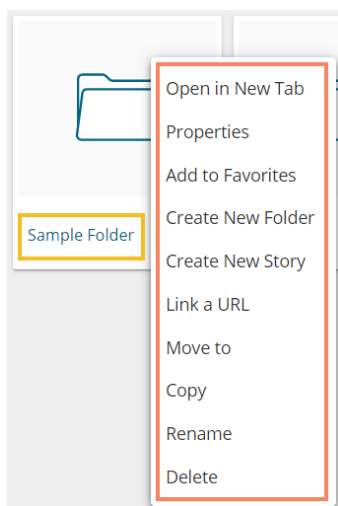 Sample Folder
Open in New Tab
Properties
Add to Favorites
Create New Folder
Create New Story
Link a URL
Move to
Copy
Rename
Delete